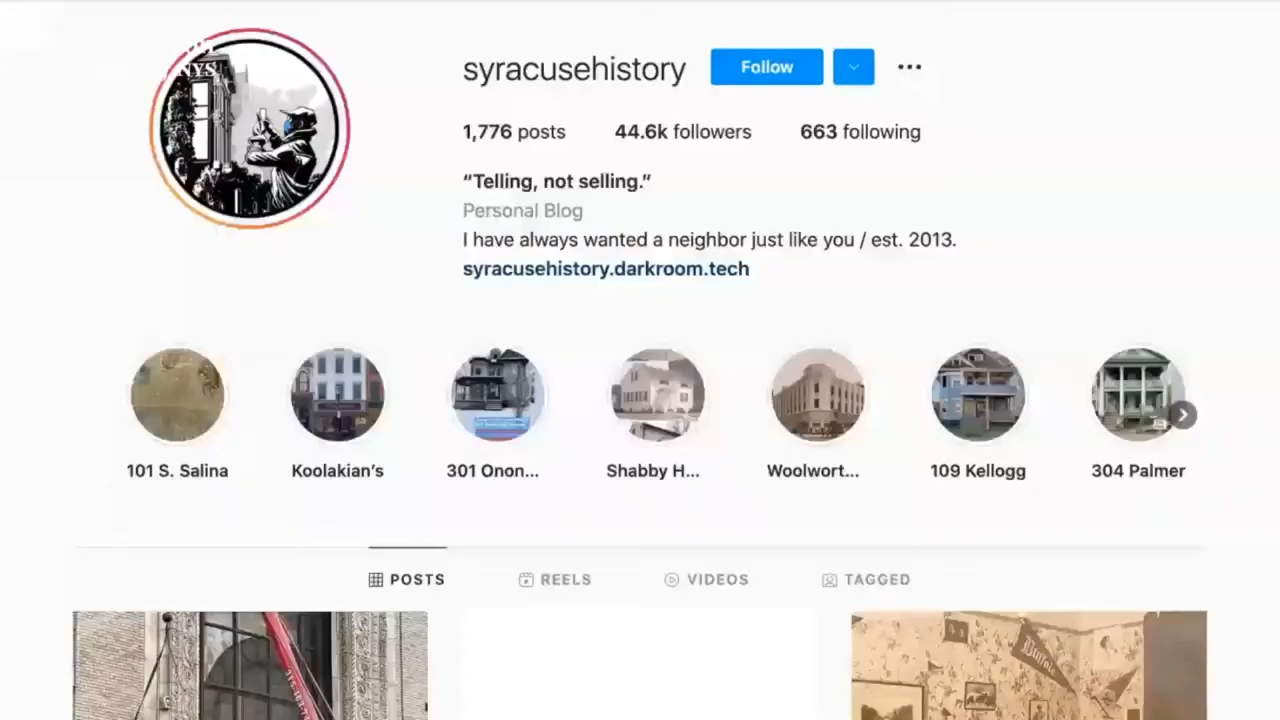 NYS
syracusehistory
Follow
1,776 posts
44.6k followers
663 following
“Telling, not selling.”
Personal Blog
I have always wanted a neighbor just like you / est. 2013.
syracusehistory.darkroom.tech
101 S. Salina
Koolakian's
301 Onon...
Shabby H...
Woolwort...
109 Kellogg
304 Palmer
POSTS
REELS
VIDEOS
TAGGED
Buffalo